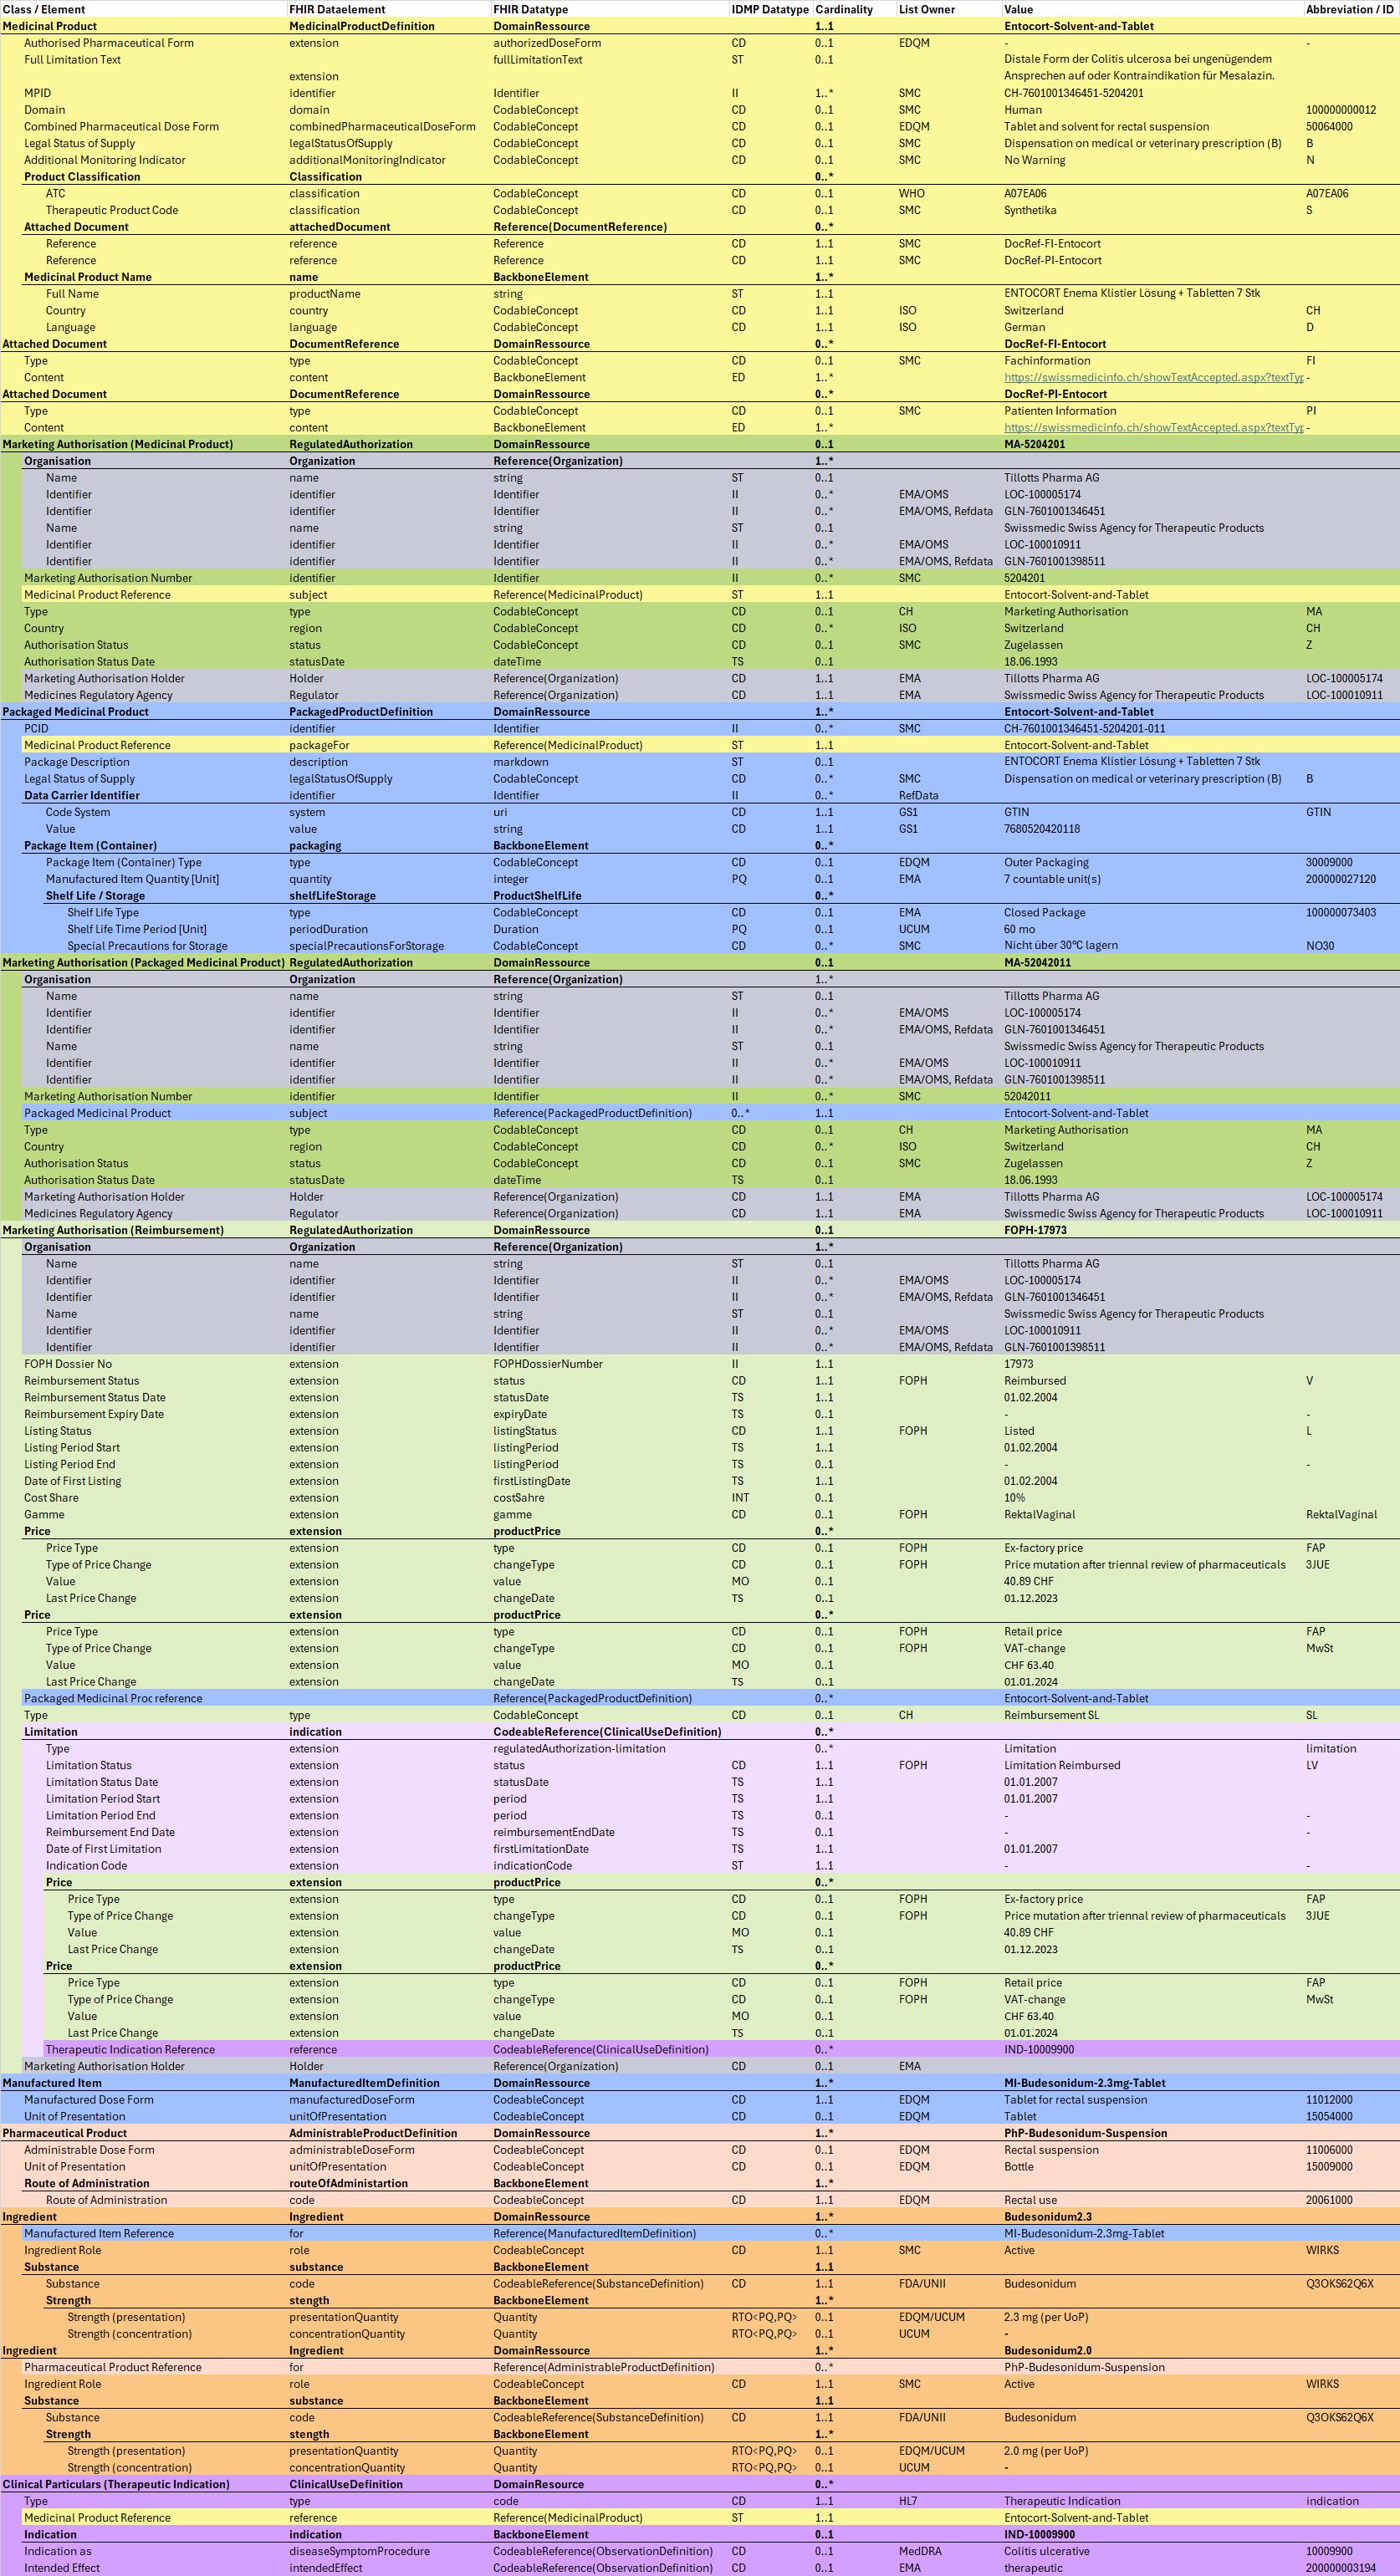 Class / Element FHIR Dataelement FHIR Datatype IDMP Datatype Cardinality List Owner Value Abbreviation / ID
Medicinal Product MedicinalProductDefinition DomainRessource 1..1 Entocort-Solvent-and-Tablet
Authorised Pharmaceutical Form extension authorizedDoseForm CD 0..1 EDQM - -
Full Limitation Text fullLimitationText ST 0..1 Distale Form der Colitis ulcerosa bei ungenügendem
extension Ansprechen auf oder Kontraindikation für Mesalazin.
MPID identifier Identifier II 1..* SMC CH-7601001346451-5204201
Domain domain CodableConcept CD 0..1 SMC Human 100000000012
Combined Pharmaceutical Dose Form combinedPharmaceuticalDoseForm CodableConcept CD 0..1 EDQM Tablet and solvent for rectal suspension 50064000
Legal Status of Supply legalStatusOfSupply CodableConcept CD 0..1 SMC Dispensation on medical or veterinary prescription (B) B
Additional Monitoring Indicator additionalMonitoringIndicator CodableConcept CD 0..1 SMC No Warning N
Product Classification Classification 0..*
ATC classification CodableConcept CD 0..1 WHO A07EA06 A07EA06
Therapeutic Product Code classification CodableConcept CD 0..1 SMC Synthetika S
Attached Document attachedDocument Reference(DocumentReference) 0..*
Reference reference Reference CD 1..1 SMC DocRef-FI-Entocort
Reference reference Reference CD 1..1 SMC DocRef-PI-Entocort
Medicinal Product Name name BackboneElement 1..*
Full Name productName string ST 1..1 ENTOCORT Enema Klistier Lösung + Tabletten 7 Stk
Country country CodableConcept CD 1..1 ISO Switzerland CH
Language language CodableConcept CD 1..1 ISO German D
Attached Document DocumentReference DomainRessource 0..* DocRef-FI-Entocort
Type type CodableConcept CD 0..1 SMC Fachinformation FI
Content content BackboneElement ED 1..* https://swissmedicinfo.ch/showTextAccepted.aspx?textTyp -
Attached Document DocumentReference DomainRessource 0..* DocRef-PI-Entocort
Type type CodableConcept CD 0..1 SMC Patienten Information PI
Content content BackboneElement ED 1..* https://swissmedicinfo.ch/showTextAccepted.aspx?textTyp -
Marketing Authorisation (Medicinal Product) RegulatedAuthorization DomainRessource 0..1 MA-5204201
Organisation Organization Reference(Organization) 1..*
Name name string ST 0..1 Tillotts Pharma AG
Identifier identifier Identifier II 0..* EMA/OMS LOC-100005174
Identifier identifier Identifier II 0..* EMA/OMS, Refdata GLN-7601001346451
Name name string ST 0..1 Swissmedic Swiss Agency for Therapeutic Products
Identifier identifier Identifier II 0..* EMA/OMS LOC-100010911
Identifier identifier Identifier II 0..* EMA/OMS, Refdata GLN-7601001398511
Marketing Authorisation Number identifier Identifier II 0..* SMC 5204201
Medicinal Product Reference subject Reference(MedicinalProduct) ST 1..1 Entocort-Solvent-and-Tablet
Type type CodableConcept CD 0..1 CH Marketing Authorisation MA
Country region CodableConcept CD 0..* ISO Switzerland CH
Authorisation Status status CodableConcept CD 0..1 SMC Zugelassen Z
Authorisation Status Date statusDate dateTime TS 0..1 18.06.1993
Marketing Authorisation Holder Holder Reference(Organization) CD 1..1 EMA Tillotts Pharma AG LOC-100005174
Medicines Regulatory Agency Regulator Reference(Organization) CD 1..1 EMA Swissmedic Swiss Agency for Therapeutic Products LOC-100010911
Packaged Medicinal Product PackagedProductDefinition DomainRessource 1..* Entocort-Solvent-and-Tablet
PCID identifier Identifier II 0..* SMC CH-7601001346451-5204201-011
Medicinal Product Reference packageFor Reference(MedicinalProduct) ST 1..1 Entocort-Solvent-and-Tablet
Package Description description markdown ST 0..1 ENTOCORT Enema Klistier Lösung + Tabletten 7 Stk
Legal Status of Supply legalStatusOfSupply CodableConcept CD 0..* SMC Dispensation on medical or veterinary prescription (B) B
Data Carrier Identifier identifier Identifier II 0..* RefData
Code System system uri CD 1..1 GS1 GTIN GTIN
Value value string CD 1..1 GS1 7680520420118
Package Item (Container) packaging BackboneElement 0..*
Package Item (Container) Type type CodableConcept CD 0..1 EDQM Outer Packaging 30009000
Manufactured Item Quantity [Unit] quantity integer PQ 0..1 EMA 7 countable unit(s) 200000027120
Shelf Life / Storage shelfLifeStorage ProductShelfLife 0..*
Shelf Life Type type CodableConcept CD 0..1 EMA Closed Package 100000073403
Shelf Life Time Period [Unit] periodDuration Duration PQ 0..1 UCUM 60 mo
Special Precautions for Storage specialPrecautionsForStorage CodableConcept CD 0..* SMC Nicht über 30°C lagern NO30
Marketing Authorisation (Packaged Medicinal Product) RegulatedAuthorization DomainRessource 0..1 MA-52042011
Organisation Organization Reference(Organization) 1..*
Name name string ST 0..1 Tillotts Pharma AG
Identifier identifier Identifier II 0..* EMA/OMS LOC-100005174
Identifier identifier Identifier II 0..* EMA/OMS, Refdata GLN-7601001346451
Name name string ST 0..1 Swissmedic Swiss Agency for Therapeutic Products
Identifier identifier Identifier II 0..* EMA/OMS LOC-100010911
Identifier identifier Identifier II 0..* EMA/OMS, Refdata GLN-7601001398511
Marketing Authorisation Number identifier Identifier II 0..* SMC 52042011
Packaged Medicinal Product subject Reference(PackagedProductDefinition) 0..* 1..1 Entocort-Solvent-and-Tablet
Type type CodableConcept CD 0..1 CH Marketing Authorisation MA
Country region CodableConcept CD 0..* ISO Switzerland CH
Authorisation Status status CodableConcept CD 0..1 SMC Zugelassen Z
Authorisation Status Date statusDate dateTime TS 0..1 18.06.1993
Marketing Authorisation Holder Holder Reference(Organization) CD 1..1 EMA Tillotts Pharma AG LOC-100005174
Medicines Regulatory Agency Regulator Reference(Organization) CD 1..1 EMA Swissmedic Swiss Agency for Therapeutic Products LOC-100010911
Marketing Authorisation (Reimbursement) RegulatedAuthorization DomainRessource 0..1 FOPH-17973
Organisation Organization Reference(Organization) 1..*
Name name string ST 0..1 Tillotts Pharma AG
Identifier identifier Identifier II 0..* EMA/OMS LOC-100005174
Identifier identifier Identifier II 0..* EMA/OMS, Refdata GLN-7601001346451
Name name string ST 0..1 Swissmedic Swiss Agency for Therapeutic Products
Identifier identifier Identifier II 0..* EMA/OMS LOC-100010911
Identifier identifier Identifier II 0..* EMA/OMS, Refdata GLN-7601001398511
FOPH Dossier No extension FOPHDossierNumber II 1..1 17973
Reimbursement Status extension status CD 1..1 FOPH Reimbursed V
Reimbursement Status Date extension statusDate TS 1..1 01.02.2004
Reimbursement Expiry Date extension expiryDate TS 0..1 - -
Listing Status extension listingStatus CD 1..1 FOPH Listed L
Listing Period Start extension listingPeriod TS 1..1 01.02.2004
Listing Period End extension listingPeriod TS 0..1 - -
Date of First Listing extension firstListingDate TS 1..1 01.02.2004
Cost Share extension costSahre INT 0..1 10%
Gamme extension gamme CD 0..1 FOPH RektalVaginal RektalVaginal
Price extension productPrice 0..*
Price Type extension type CD 0..1 FOPH Ex-factory price FAP
Type of Price Change extension changeType CD 0..1 FOPH Price mutation after triennal review of pharmaceuticals 3JUE
Value extension value MO 0..1 40.89 CHF
Last Price Change extension changeDate TS 0..1 01.12.2023
Price extension productPrice 0..*
Price Type extension type CD 0..1 FOPH Retail price FAP
Type of Price Change extension changeType CD 0..1 FOPH VAT-change MwSt
Value extension value MO 0..1 CHF 63.40
Last Price Change extension changeDate TS 0..1 01.01.2024
Packaged Medicinal Proc reference Reference(PackagedProductDefinition) 0..* Entocort-Solvent-and-Tablet
Type type CodableConcept CD 0..1 CH Reimbursement SL SL
Limitation indication CodeableReference(ClinicalUseDefinition) 0..*
Type extension regulatedAuthorization-limitation 0..* Limitation limitation
Limitation Status extension status CD 1..1 FOPH Limitation Reimbursed LV
Limitation Status Date extension statusDate TS 1..1 01.01.2007
Limitation Period Start extension period TS 1..1 01.01.2007
Limitation Period End extension period TS 0..1 - -
Reimbursement End Date extension reimbursementEndDate TS 0..1 - -
Date of First Limitation extension firstLimitationDate TS 1..1 01.01.2007
Indication Code extension indicationCode ST 1..1 - -
Price extension productPrice 0..*
Price Type extension type CD 0..1 FOPH Ex-factory price FAP
Type of Price Change extension changeType CD 0..1 FOPH Price mutation after triennal review of pharmaceuticals 3JUE
Value extension value MO 0..1 40.89 CHF
Last Price Change extension changeDate TS 0..1 01.12.2023
Price extension productPrice 0..*
Price Type extension type CD 0..1 FOPH Retail price FAP
Type of Price Change extension changeType CD 0..1 FOPH VAT-change MwSt
Value extension value MO 0..1 CHF 63.40
Last Price Change extension changeDate TS 0..1 01.01.2024
Therapeutic Indication Reference reference CodeableReference(ClinicalUseDefinition) 0..* IND-10009900
Marketing Authorisation Holder Holder Reference(Organization) CD 0..1 EMA
Manufactured Item ManufacturedItemDefinition DomainRessource 1..* MI-Budesonidum-2.3mg-Tablet
Manufactured Dose Form manufacturedDoseForm CodeableConcept CD 1..1 EDQM Tablet for rectal suspension 11012000
Unit of Presentation unitOfPresentation CodeableConcept CD 0..1 EDQM Tablet 15054000
Pharmaceutical Product AdministrableProductDefinition DomainRessource 1..* PhP-Budesonidum-Suspension
Administrable Dose Form administrableDoseForm CodeableConcept CD 0..1 EDQM Rectal suspension 11006000
Unit of Presentation unitOfPresentation CodeableConcept CD 0..1 EDQM Bottle 15009000
Route of Administration routeOfAdministartion BackboneElement 1..*
Route of Administration code CodeableConcept CD 1..1 EDQM Rectal use 20061000
Ingredient Ingredient DomainRessource 1..* Budesonidum2.3
Manufactured Item Reference for Reference(ManufacturedItemDefinition) 0..* MI-Budesonidum-2.3mg-Tablet
Ingredient Role role CodeableConcept CD 1..1 SMC Active WIRKS
Substance substance BackboneElement 1..1
Substance code CodeableReference(SubstanceDefinition) CD 1..1 FDA/UNII Budesonidum Q3OKS62Q6X
Strength stength BackboneElement 1..*
Strength (presentation) presentationQuantity Quantity RTO<PQ,PQ> 0..1 EDQM/UCUM 2.3 mg (per UoP)
Strength (concentration) concentrationQuantity Quantity RTO<PQ,PQ> 0..1 UCUM -
Ingredient Ingredient DomainRessource 1..* Budesonidum2.0
Pharmaceutical Product Reference for Reference(AdministrableProductDefinition) 0..* PhP-Budesonidum-Suspension
Ingredient Role role CodeableConcept CD 1..1 SMC Active WIRKS
Substance substance BackboneElement 1..1
Substance code CodeableReference(SubstanceDefinition) CD 1..1 FDA/UNII Budesonidum Q3OKS62Q6X
Strength stength BackboneElement 1..*
Strength (presentation) presentationQuantity Quantity RTO<PQ,PQ> 0..1 EDQM/UCUM 2.0 mg (per UoP)
Strength (concentration) concentrationQuantity Quantity RTO<PQ,PQ> 0..1 UCUM -
Clinical Particulars (Therapeutic Indication) ClinicalUseDefinition DomainResource 0..*
Type type code CD 1..1 HL7 Therapeutic Indication indication
Medicinal Product Reference reference Reference(MedicinalProduct) ST 1..1 Entocort-Solvent-and-Tablet
Indication indication BackboneElement 0..1 IND-10009900
Indication as diseaseSymptomProcedure CodeableReference(ObservationDefinition) CD 0..1 MedDRA Colitis ulcerative 10009900
Intended Effect intendedEffect CodeableReference(ObservationDefinition) CD 0..1 EMA therapeutic 200000003194